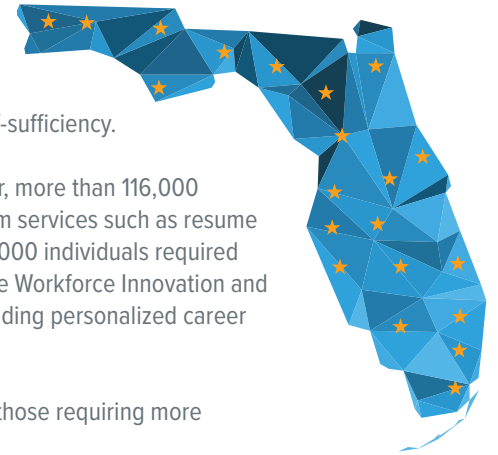 -sufficiency.
, more than 116,000
m services such as resume
000 individuals required
e Workforce Innovation and
ding personalized career
those requiring more